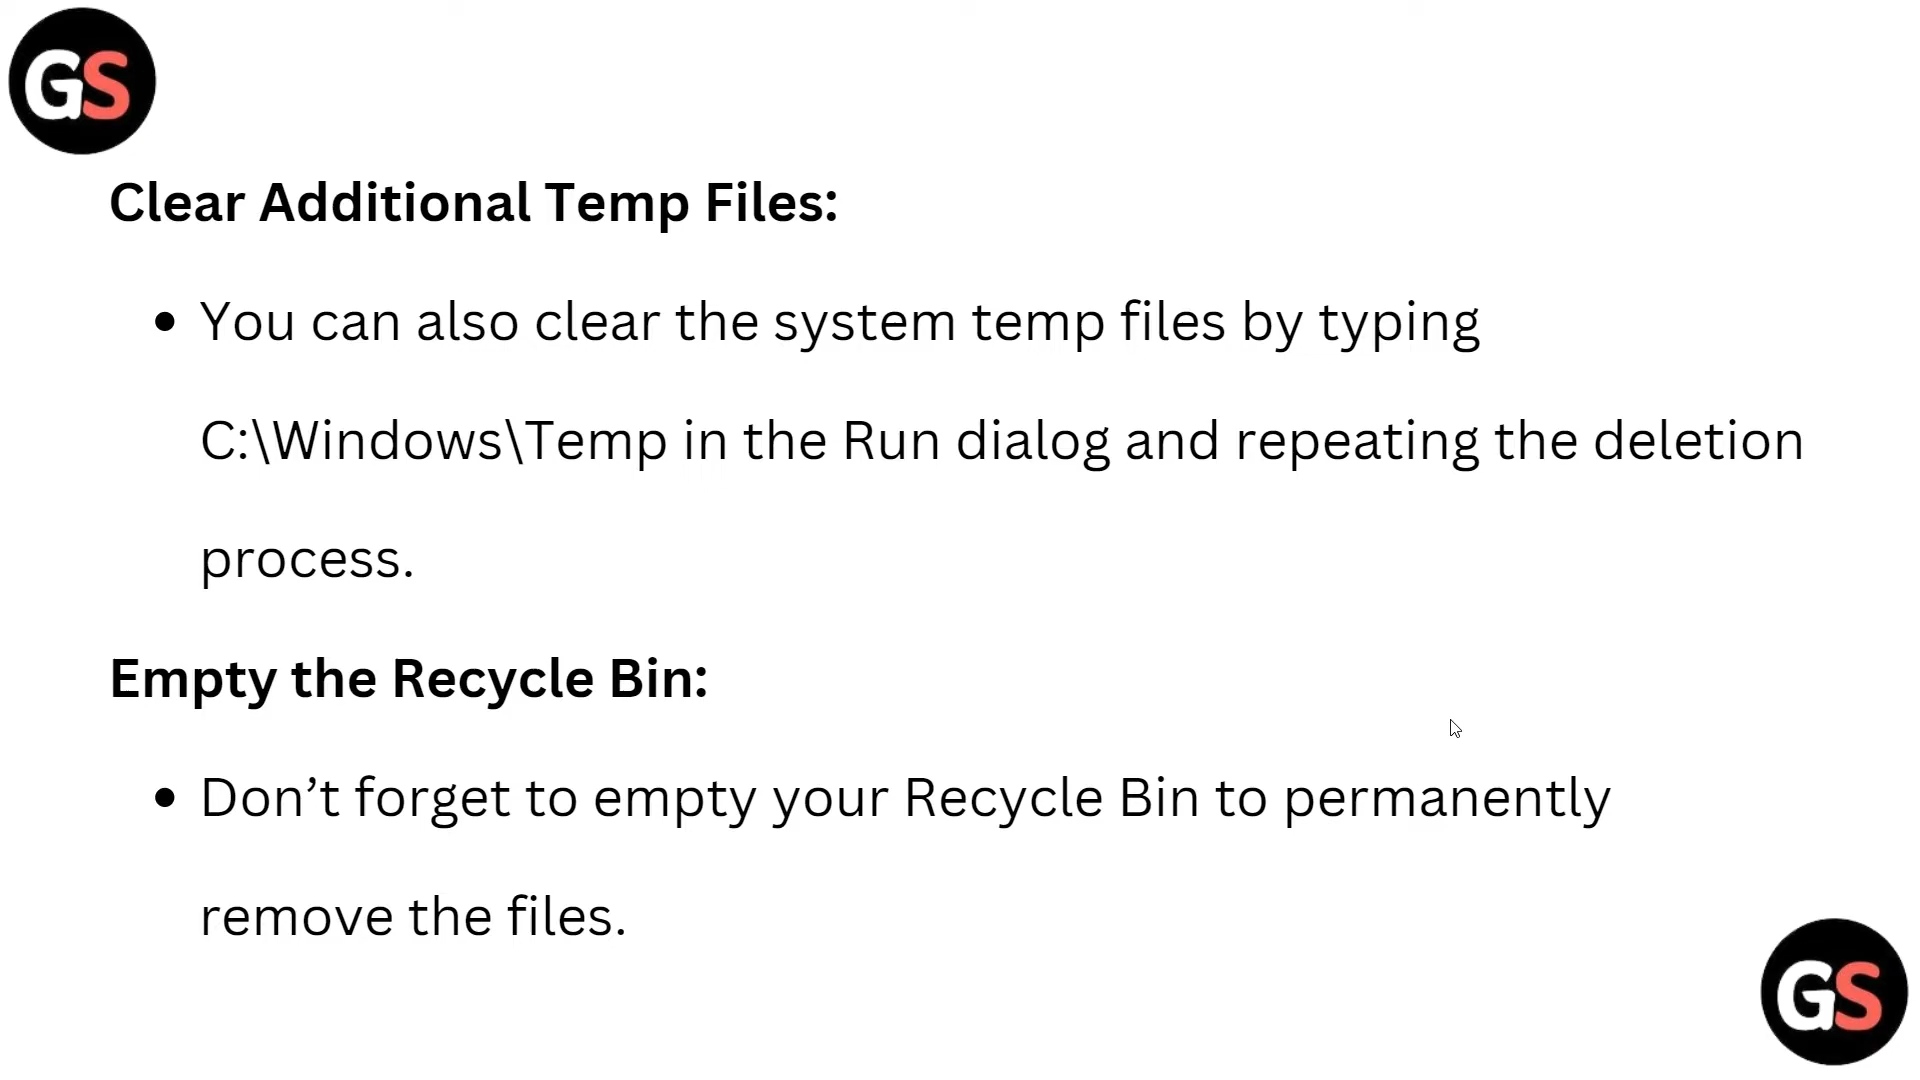 GS
Clear Additional Temp Files:
• You can also clear the system temp files by typing
C:\Windows\Temp in the Run dialog and repeating the deletion
process.
Empty the Recycle Bin:
• Don’t forget to empty your Recycle Bin to permanently
remove the files.
GS